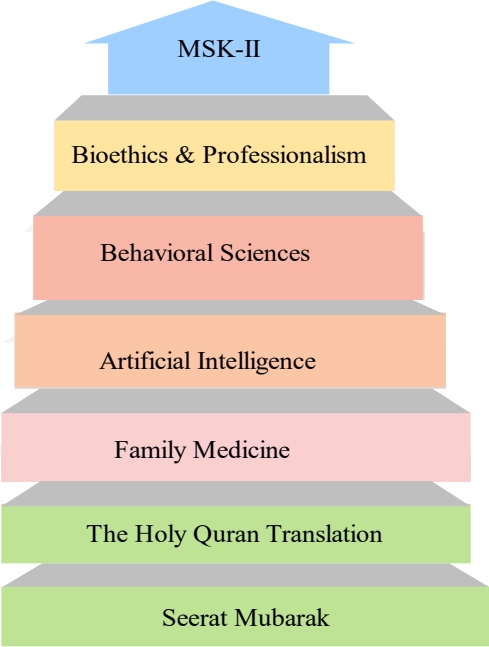 MSK-II
Bioethics & Professionalism
Behavioral Sciences
Artificial Intelligence
Family Medicine
The Holy Quran Translation
Seerat Mubarak